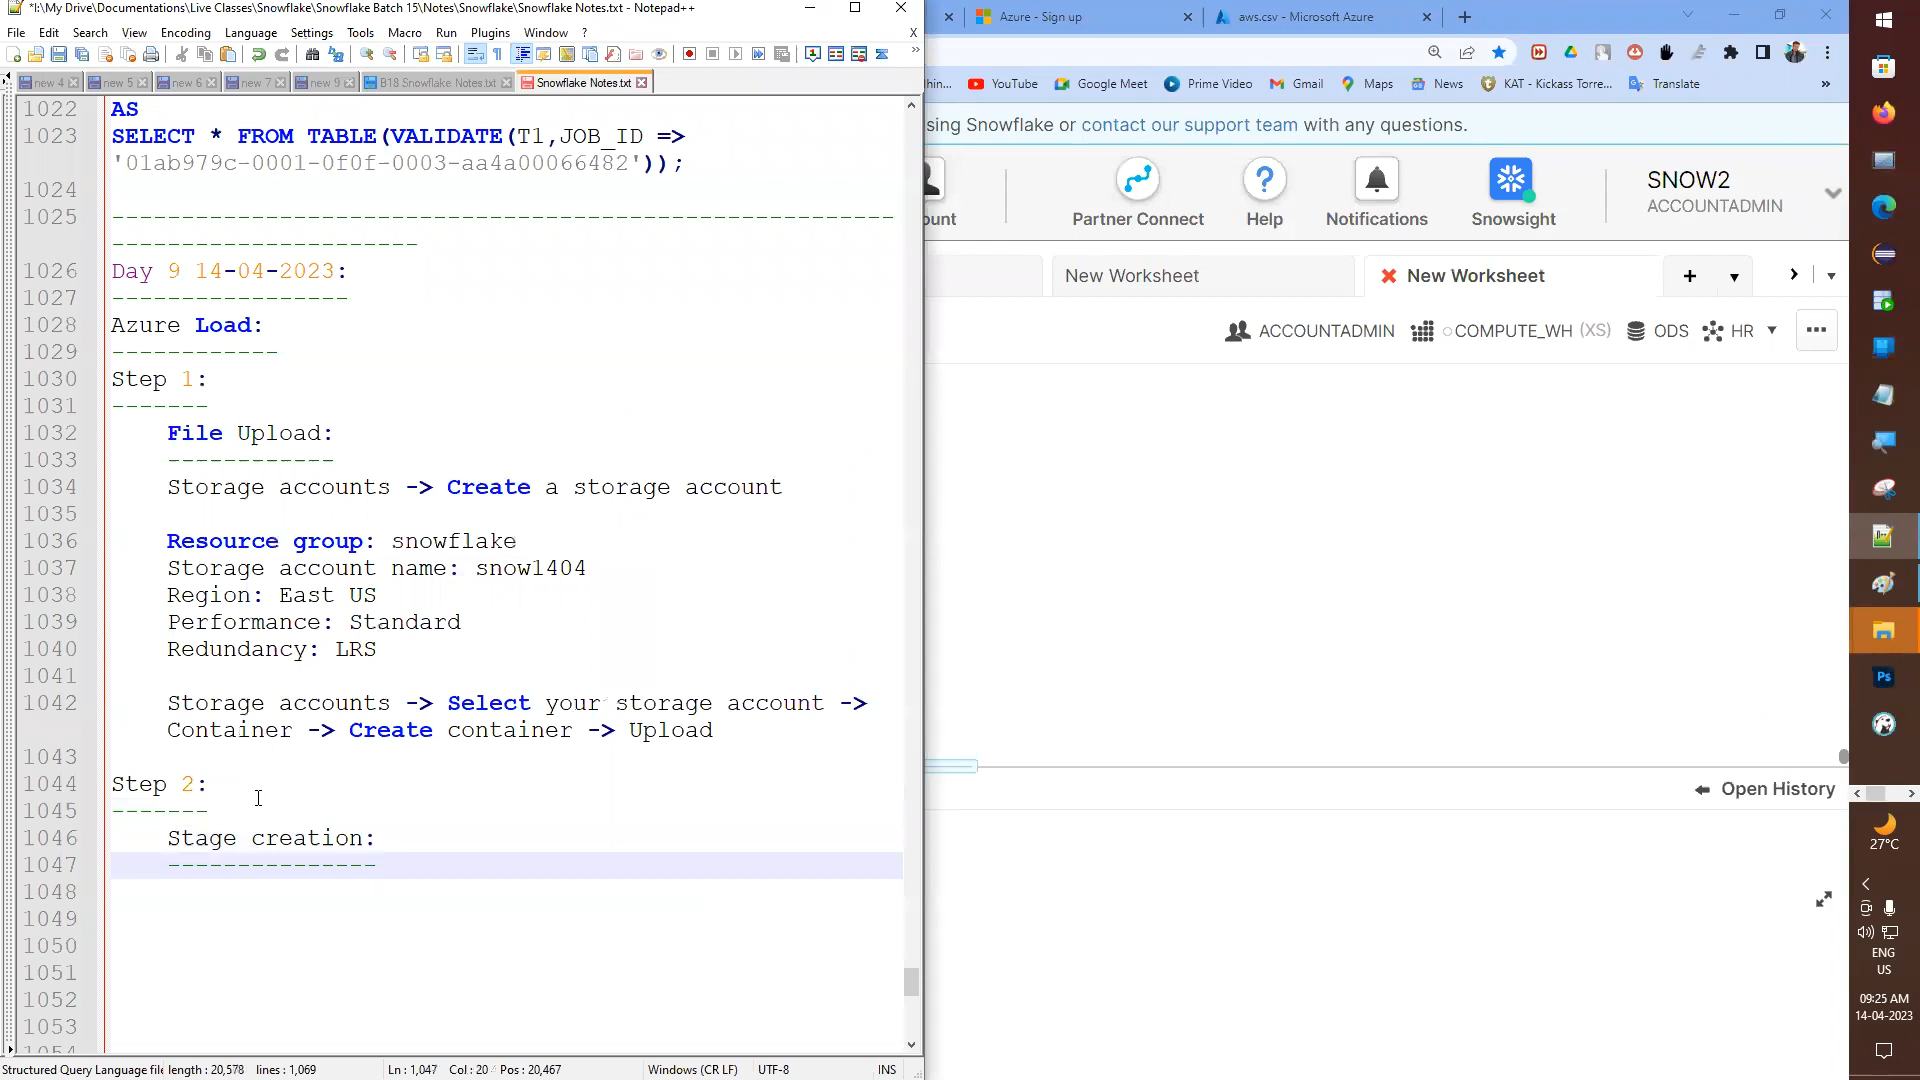 *I:\My Drive\Documentations\Live Classes\Snowflake\Snowflake Batch 15\Notes\Snowflake\Snowflake Notes.txt - Notepad++
File Edit Search View Encoding Language Settings Tools Macro Run Plugins Window ? X
new 4 new 5 new 6 new 7 new 9 B18 Snowflake Notes.txt Snowflake Notes.txt
1022 AS
1023 SELECT * FROM TABLE(VALIDATE(T1,JOB_ID =>
'01ab979c-0001-0f0f-0003-aa4a00066482'));
1024
1025 --------------------------------------------------------
----------------------
1026 Day 9 14-04-2023:
1027 -----------------
1028 Azure Load:
1029 ------------
1030 Step 1:
1031 -------
1032 File Upload:
1033 ------------
1034 Storage accounts -> Create a storage account
1035
1036 Resource group: snowflake
1037 Storage account name: snow1404
1038 Region: East US
1039 Performance: Standard
1040 Redundancy: LRS
1041
1042 Storage accounts -> Select your storage account ->
Container -> Create container -> Upload
1043
1044 Step 2:
1045 -------
1046 Stage creation:
1047 ---------------
1048
1049
1050
1051
1052
1053
1054
Structured Query Language file length : 20,578 lines : 1,069 Ln : 1,047 Col : 20 Pos : 20,467 Windows (CR LF) UTF-8 INS
Azure - Sign up aws.csv - Microsoft Azure
YouTube Google Meet Prime Video Gmail Maps News KAT - Kickass Torre... Translate »
sing Snowflake or contact our support team with any questions.
ount Partner Connect Help Notifications Snowsight
SNOW2
ACCOUNTADMIN
New Worksheet New Worksheet
ACCOUNTADMIN COMPUTE_WH (XS) ODS HR
Open History
Ps
27°C
ENG
US
09:25 AM
14-04-2023